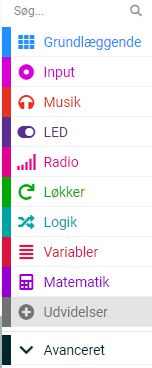 Søg...
Grundlæggende
Input
Musik
LED
Radio
Løkker
Logik
Variabler
Matematik
Udvidelser
Avanceret